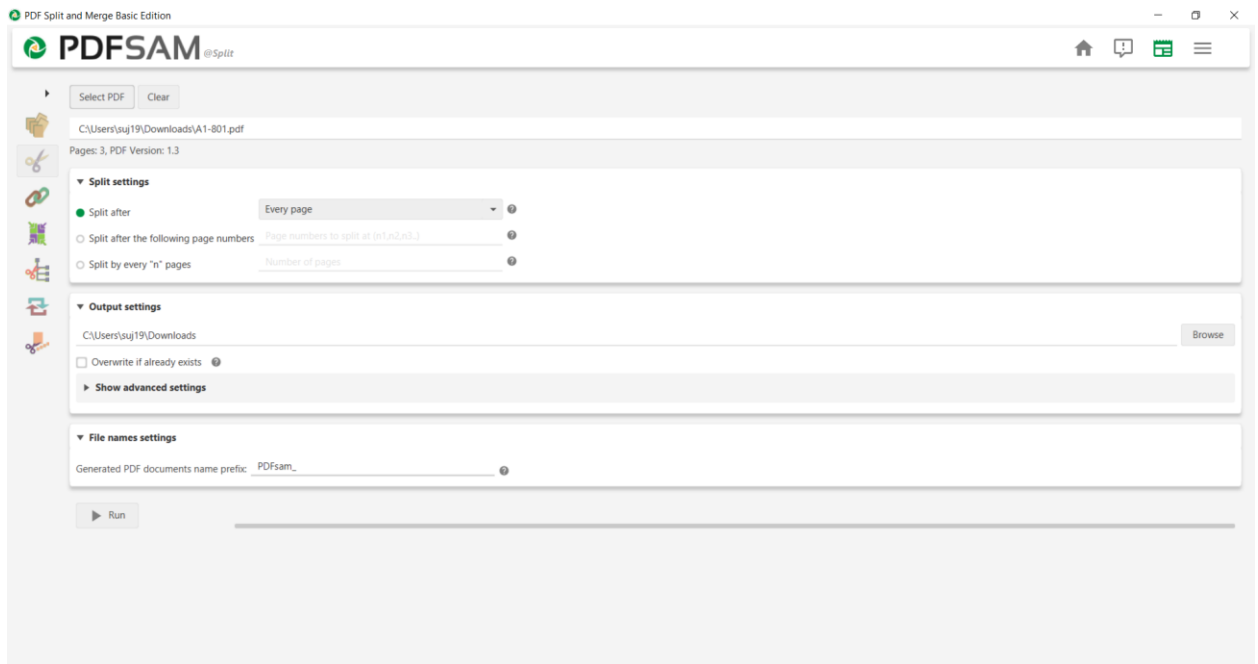 PDF Split and Merge Basic Edition
PDFSAM @Split
Select PDF Clear
C:\Users\suj19\Downloads\A1-801.pdf
Pages: 3, PDF Version: 1.3
Split settings
Split after Every page
Split after the following page numbers Page numbers to split at (n1,n2,n3..)
Split by every "n" pages Number of pages
Output settings
C:\Users\suj19\Downloads Browse
Overwrite if already exists
Show advanced settings
File names settings
Generated PDF documents name prefix: PDFsam_
Run